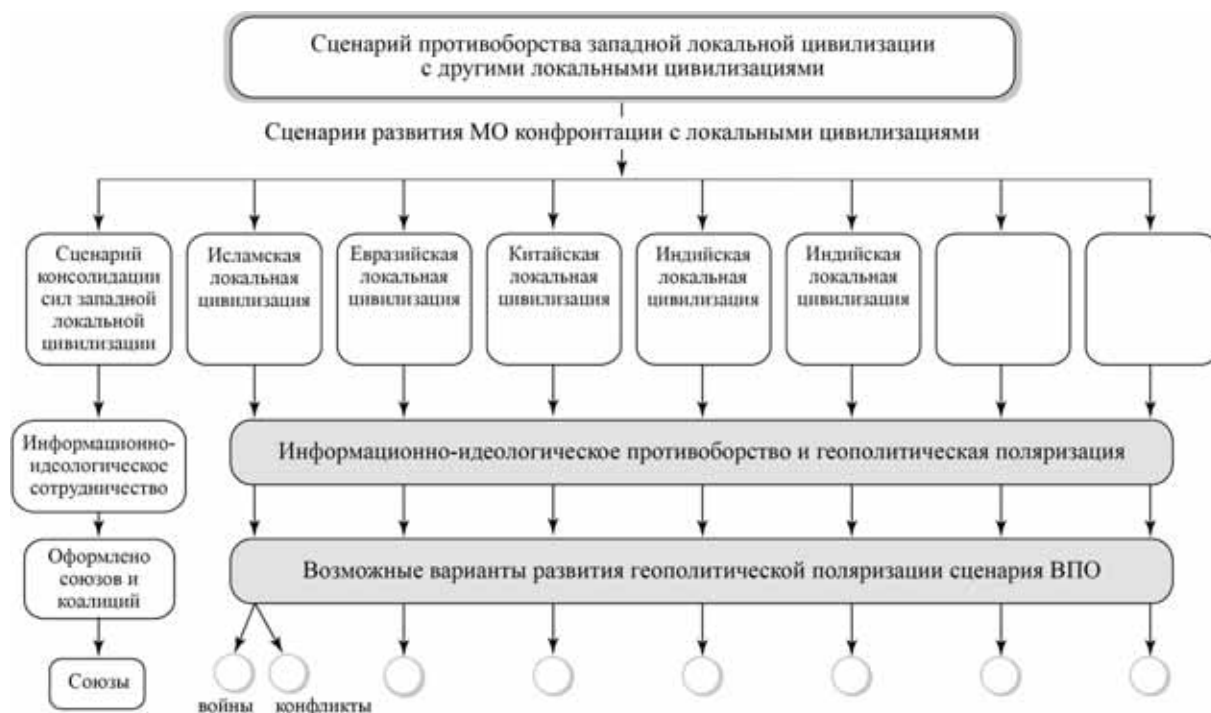 Сценарий противоборства западной локальной цивилизации
с другими локальными цивилизациями
Сценарии развития МО конфронтации с локальными цивилизациями
Сценарий
консолидации
сил западной
локальной
цивилизации
Исламская
локальная
цивилизация
Евразийская
локальная
цивилизация
Китайская
локальная
цивилизация
Индийская
локальная
цивилизация
Индийская
локальная
цивилизация
Информационно-
идеологическое
сотрудничество
Информационно-идеологическое противоборство и геополитическая поляризация
Оформлено
союзов и
коалиций
Возможные варианты развития геополитической поляризации сценария ВПО
Союзы
войны
конфликты